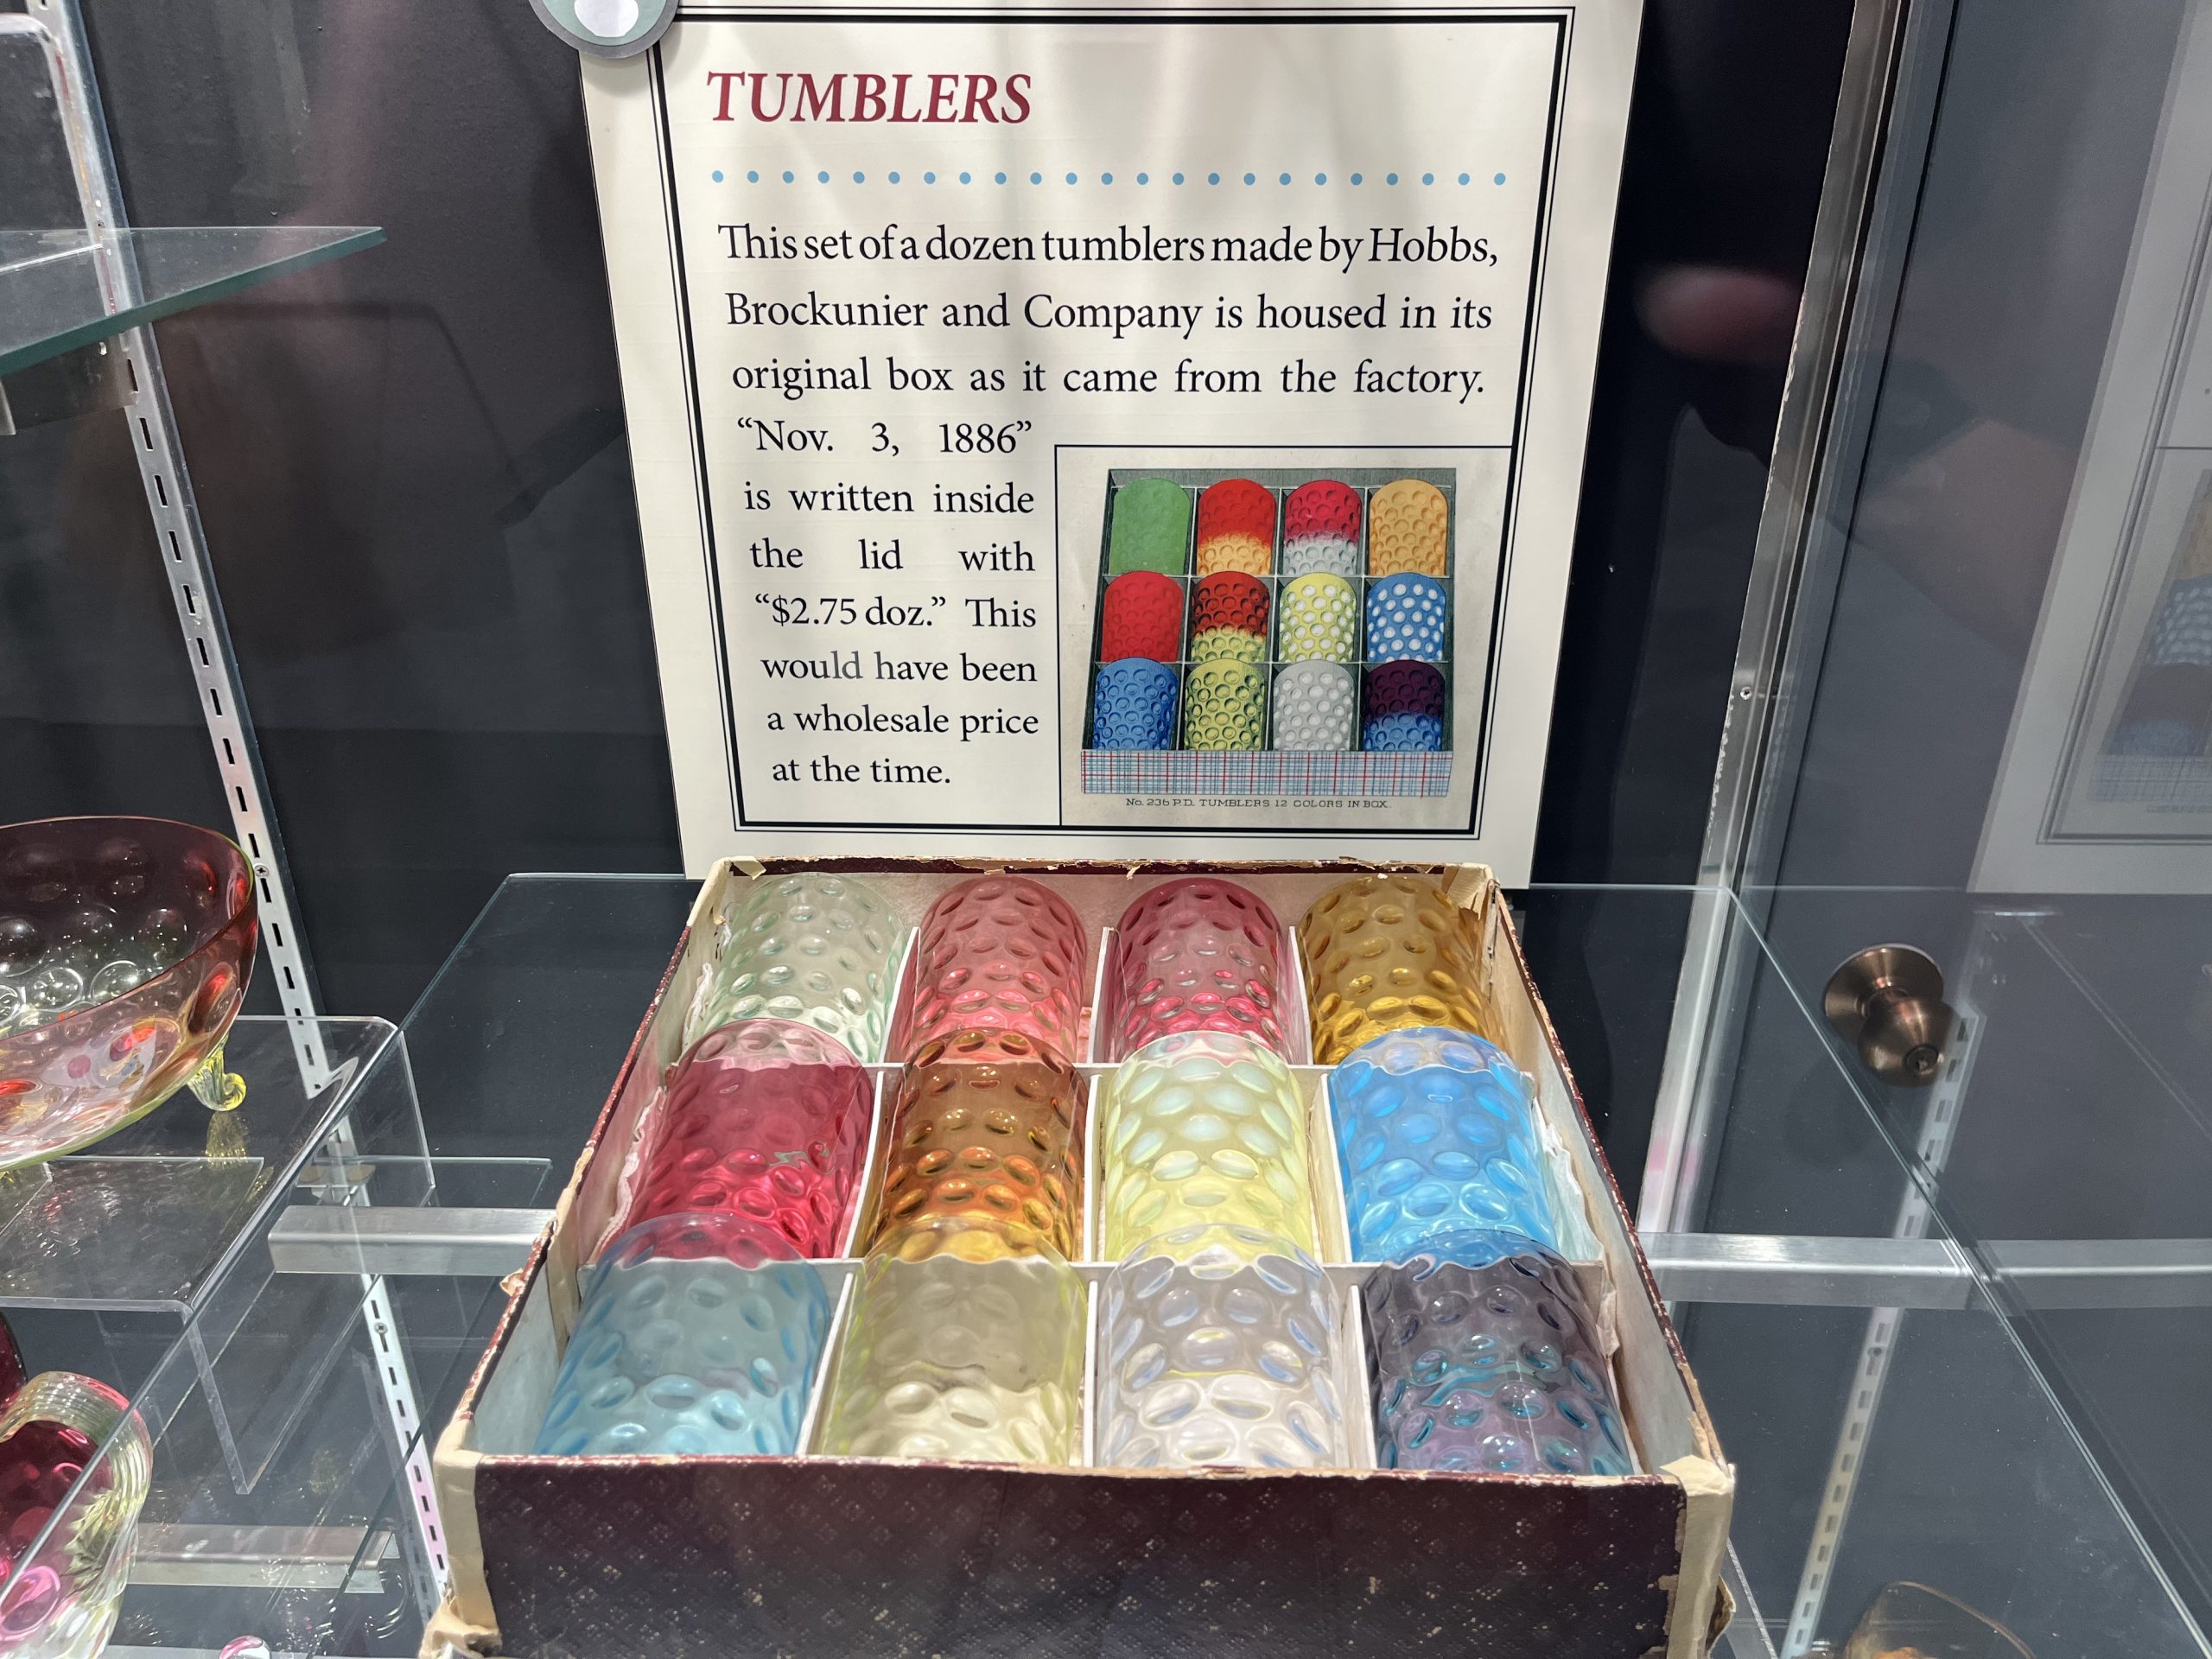 TUMBLERS
This set of a dozen tumblers made by Hobbs,
Brockunier and Company is housed in its
original box as it came from the factory.
“Nov. 3, 1886”
is written inside
the lid with
“$2.75 doz.” This
would have been
a wholesale price
at the time.
No. 236 P.D. TUMBLERS 12 COLORS IN BOX.